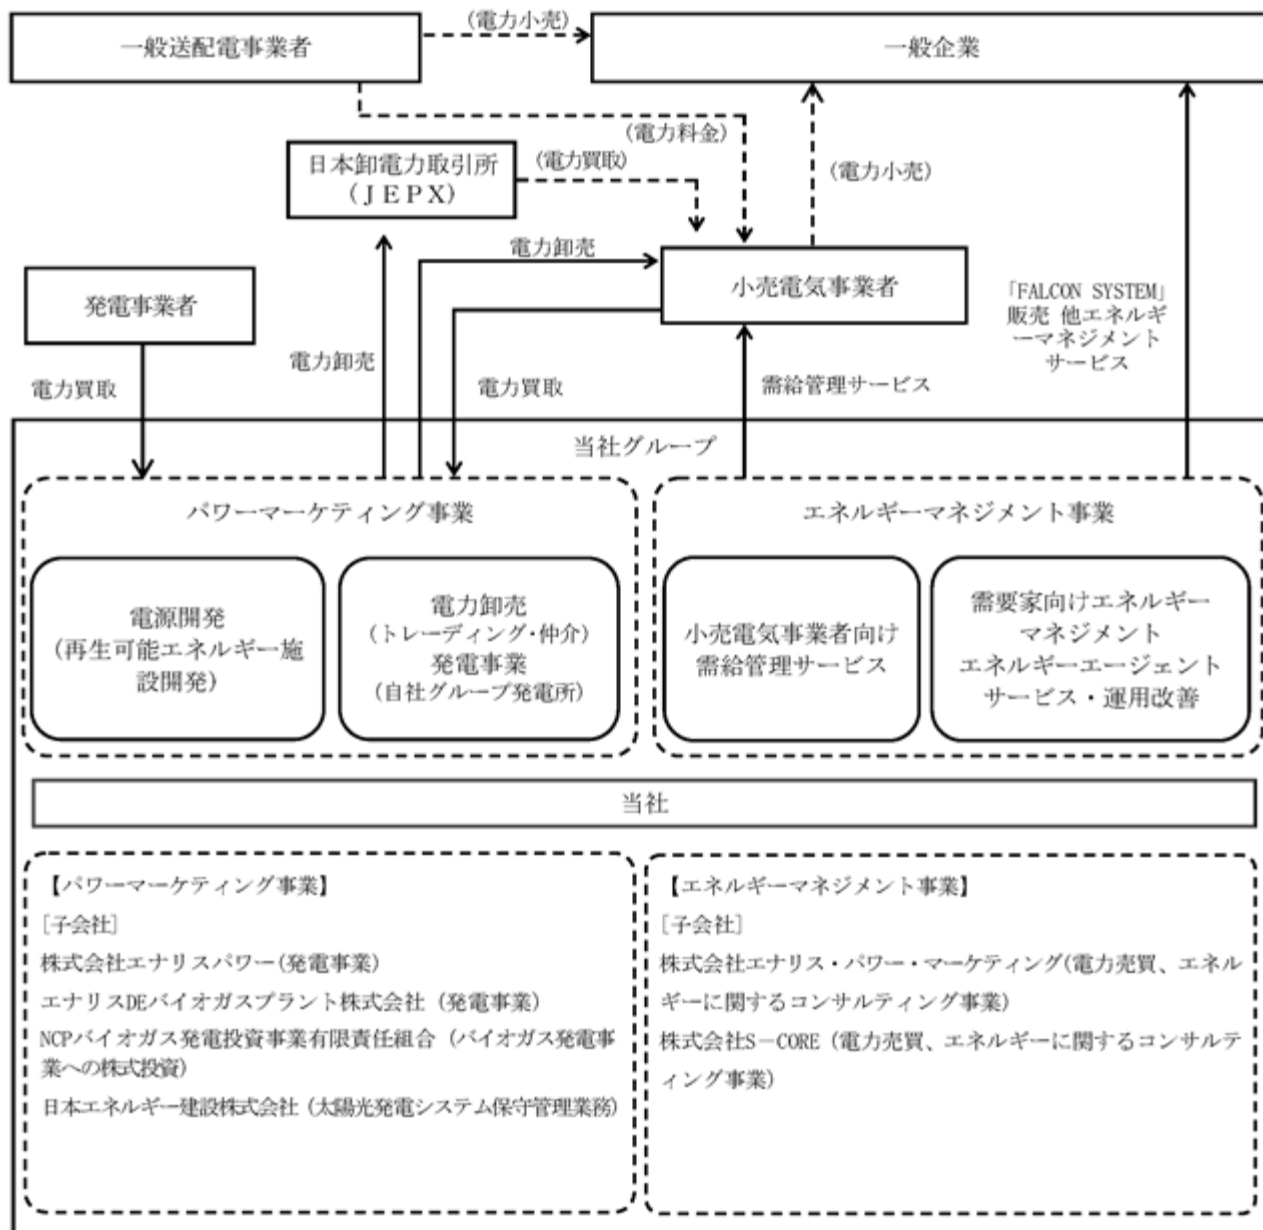 (電力小売)
一般送配電事業者
一般企業
(電力料金)
日本卸電力取引所
(JEPX)
(電力買取)
(電力小売)
電力卸売
発電事業者
小売電気事業者
「FALCON SYSTEM」
販売 他エネルギ
ーマネジメント
サービス
電力買取
電力卸売
電力買取
需給管理サービス
当社グループ
パワーマーケティング事業
エネルギーマネジメント事業
電源開発
(再生可能エネルギー施
設開発)
電力卸売
(トレーディング・仲介)
発電事業
(自社グループ発電所)
小売電気事業者向け
需給管理サービス
需要家向けエネルギー
マネジメント
エネルギーエージェント
サービス・運用改善
当社
【パワーマーケティング事業】
[子会社]
株式会社エナリスパワー(発電事業)
エナリスDEバイオガスプラント株式会社(発電事業)
NCPバイオガス発電投資事業有限責任組合(バイオガス発電事
業への株式投資)
日本エネルギー建設株式会社(太陽光発電システム保守管理業務)
【エネルギーマネジメント事業】
[子会社]
株式会社エナリス・パワー・マーケティング(電力売買、エネル
ギーに関するコンサルティング事業)
株式会社S-CORE(電力売買、エネルギーに関するコンサルテ
ィング事業)